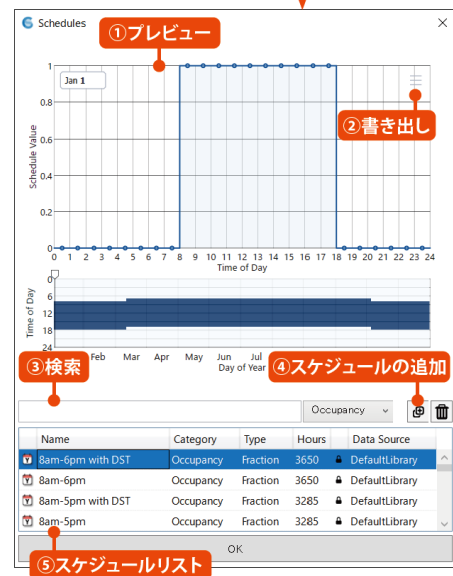 Schedules
①プレビュー
Jan 1
②書き出し
Schedule Value
1
0.8
0.6
0.4
0.2
0
0 1 2 3 4 5 6 7 8 9 10 11 12 13 14 15 16 17 18 19 20 21 22 23 24
Time of Day
Time of Day
0
6
12
18
24
Feb Mar Apr May Jun Jul
Day of Year
③検索
④スケジュールの追加
Occupancy
Name Category Type Hours Data Source
8am-6pm with DST Occupancy Fraction 3650 DefaultLibrary
8am-6pm Occupancy Fraction 3650 DefaultLibrary
8am-5pm with DST Occupancy Fraction 3285 DefaultLibrary
8am-5pm Occupancy Fraction 3285 DefaultLibrary
OK
⑤スケジュールリスト